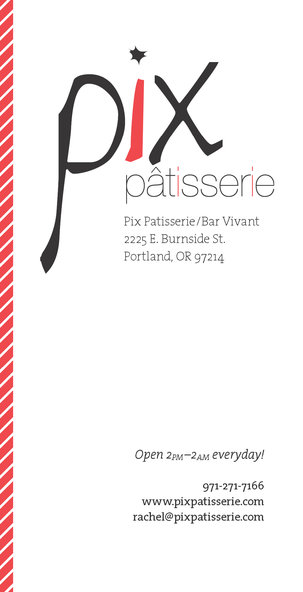 pix
pâtisserie
Pix Patisserie/Bar Vivant
2225 E. Burnside St.
Portland, OR 97214
Open 2PM–2AM everyday!
971-271-7166
www.pixpatisserie.com
rachel@pixpatisserie.com